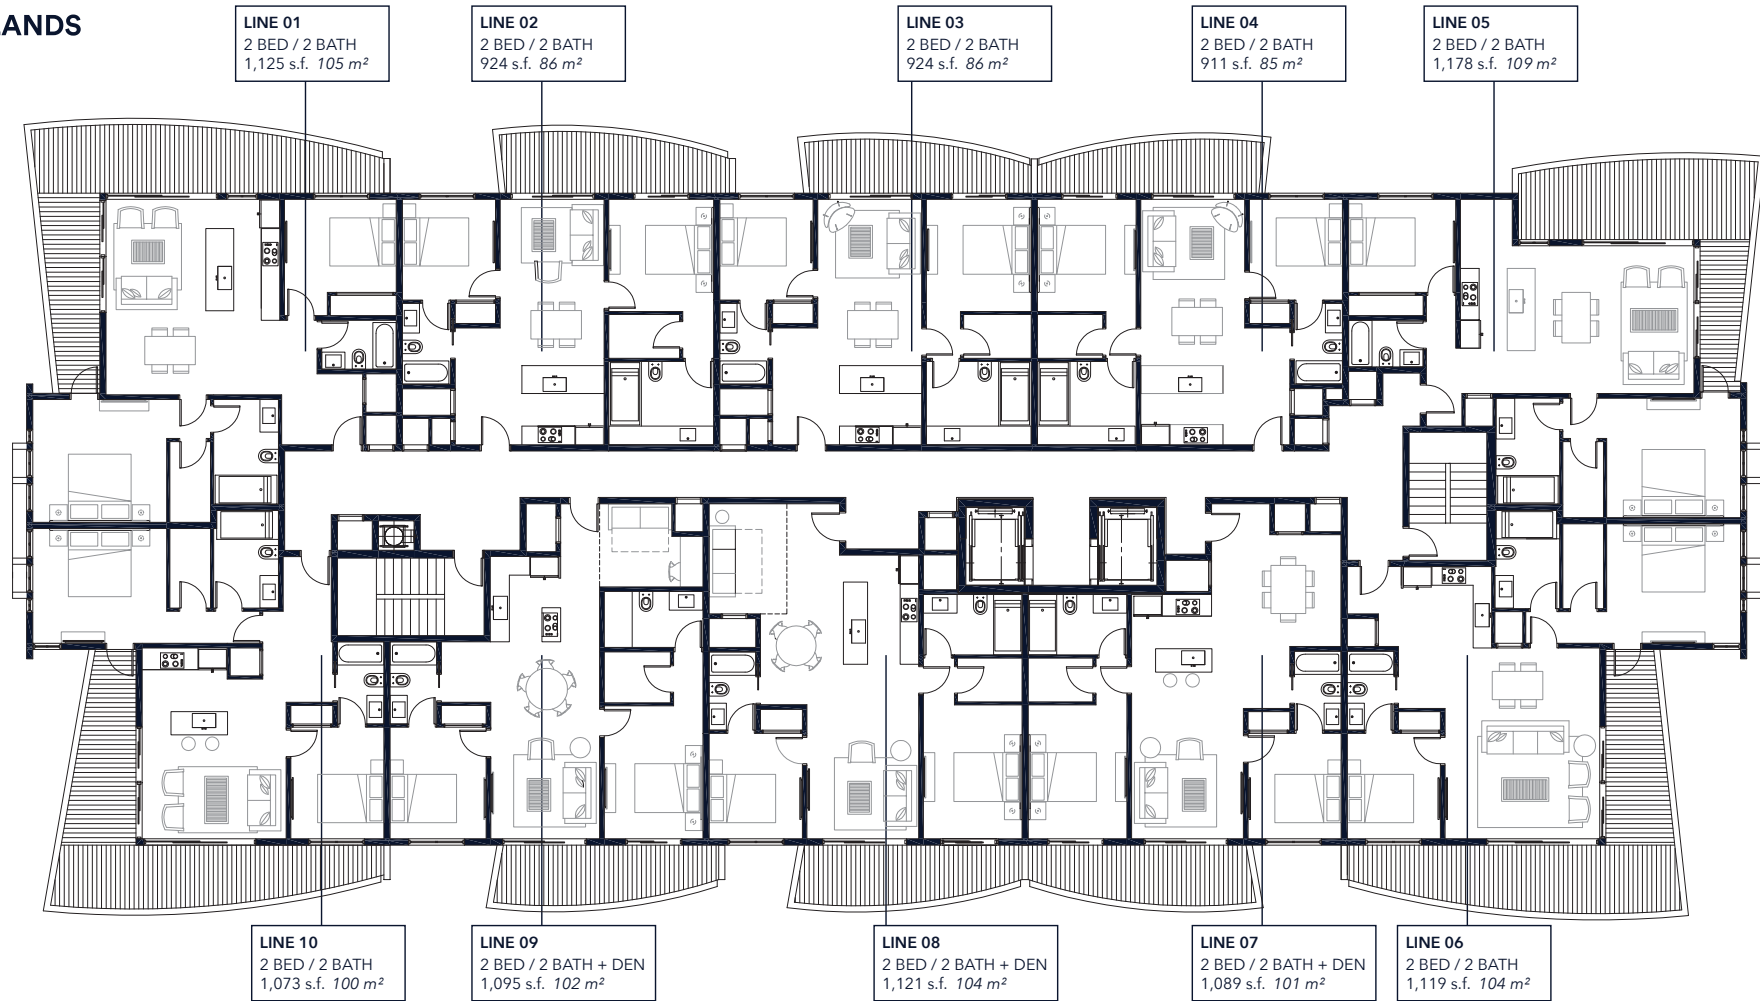 ANDS
LINE 01
2 BED / 2 BATH
1,125 s.f. 105 m²
LINE 02
2 BED / 2 BATH
924 s.f. 86 m²
LINE 03
2 BED / 2 BATH
924 s.f. 86 m²
LINE 04
2 BED / 2 BATH
911 s.f. 85 m²
LINE 05
2 BED / 2 BATH
1,178 s.f. 109 m²
LINE 10
2 BED / 2 BATH
1,073 s.f. 100 m²
LINE 09
2 BED / 2 BATH + DEN
1,095 s.f. 102 m²
LINE 08
2 BED / 2 BATH + DEN
1,121 s.f. 104 m²
LINE 07
2 BED / 2 BATH + DEN
1,089 s.f. 101 m²
LINE 06
2 BED / 2 BATH
1,119 s.f. 104 m²